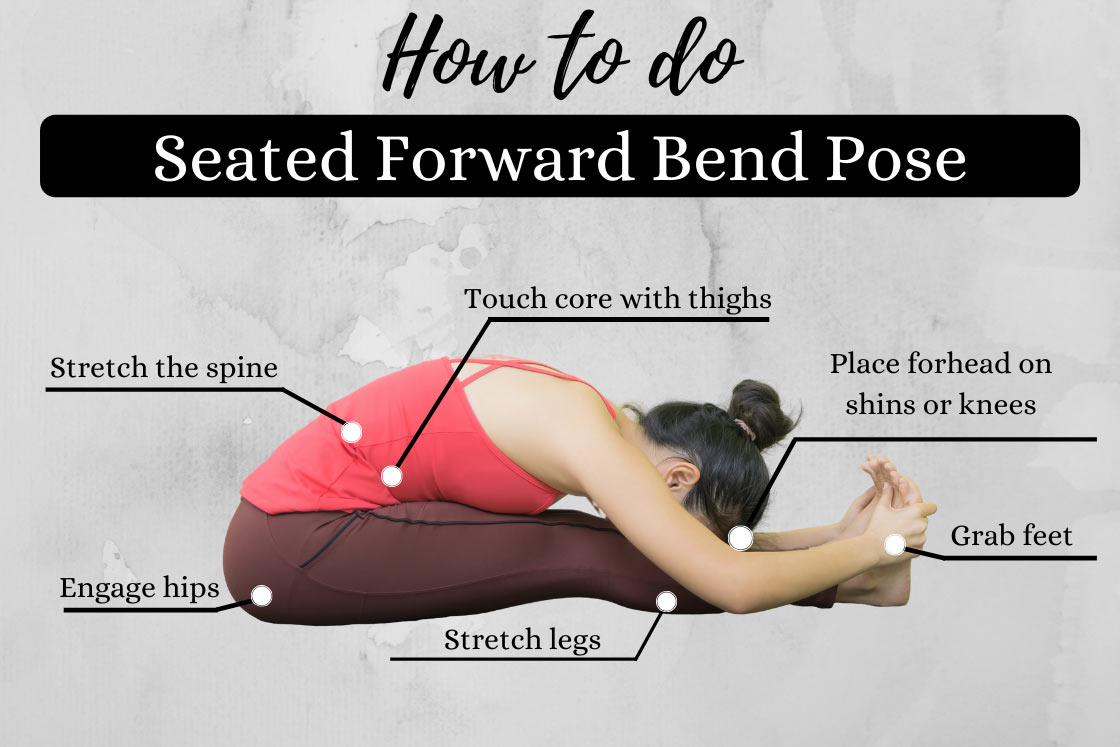 How to do
Seated Forward Bend Pose
Touch core with thighs
Stretch the spine
Place forhead on
shins or knees
Grab feet
Engage hips
Stretch legs